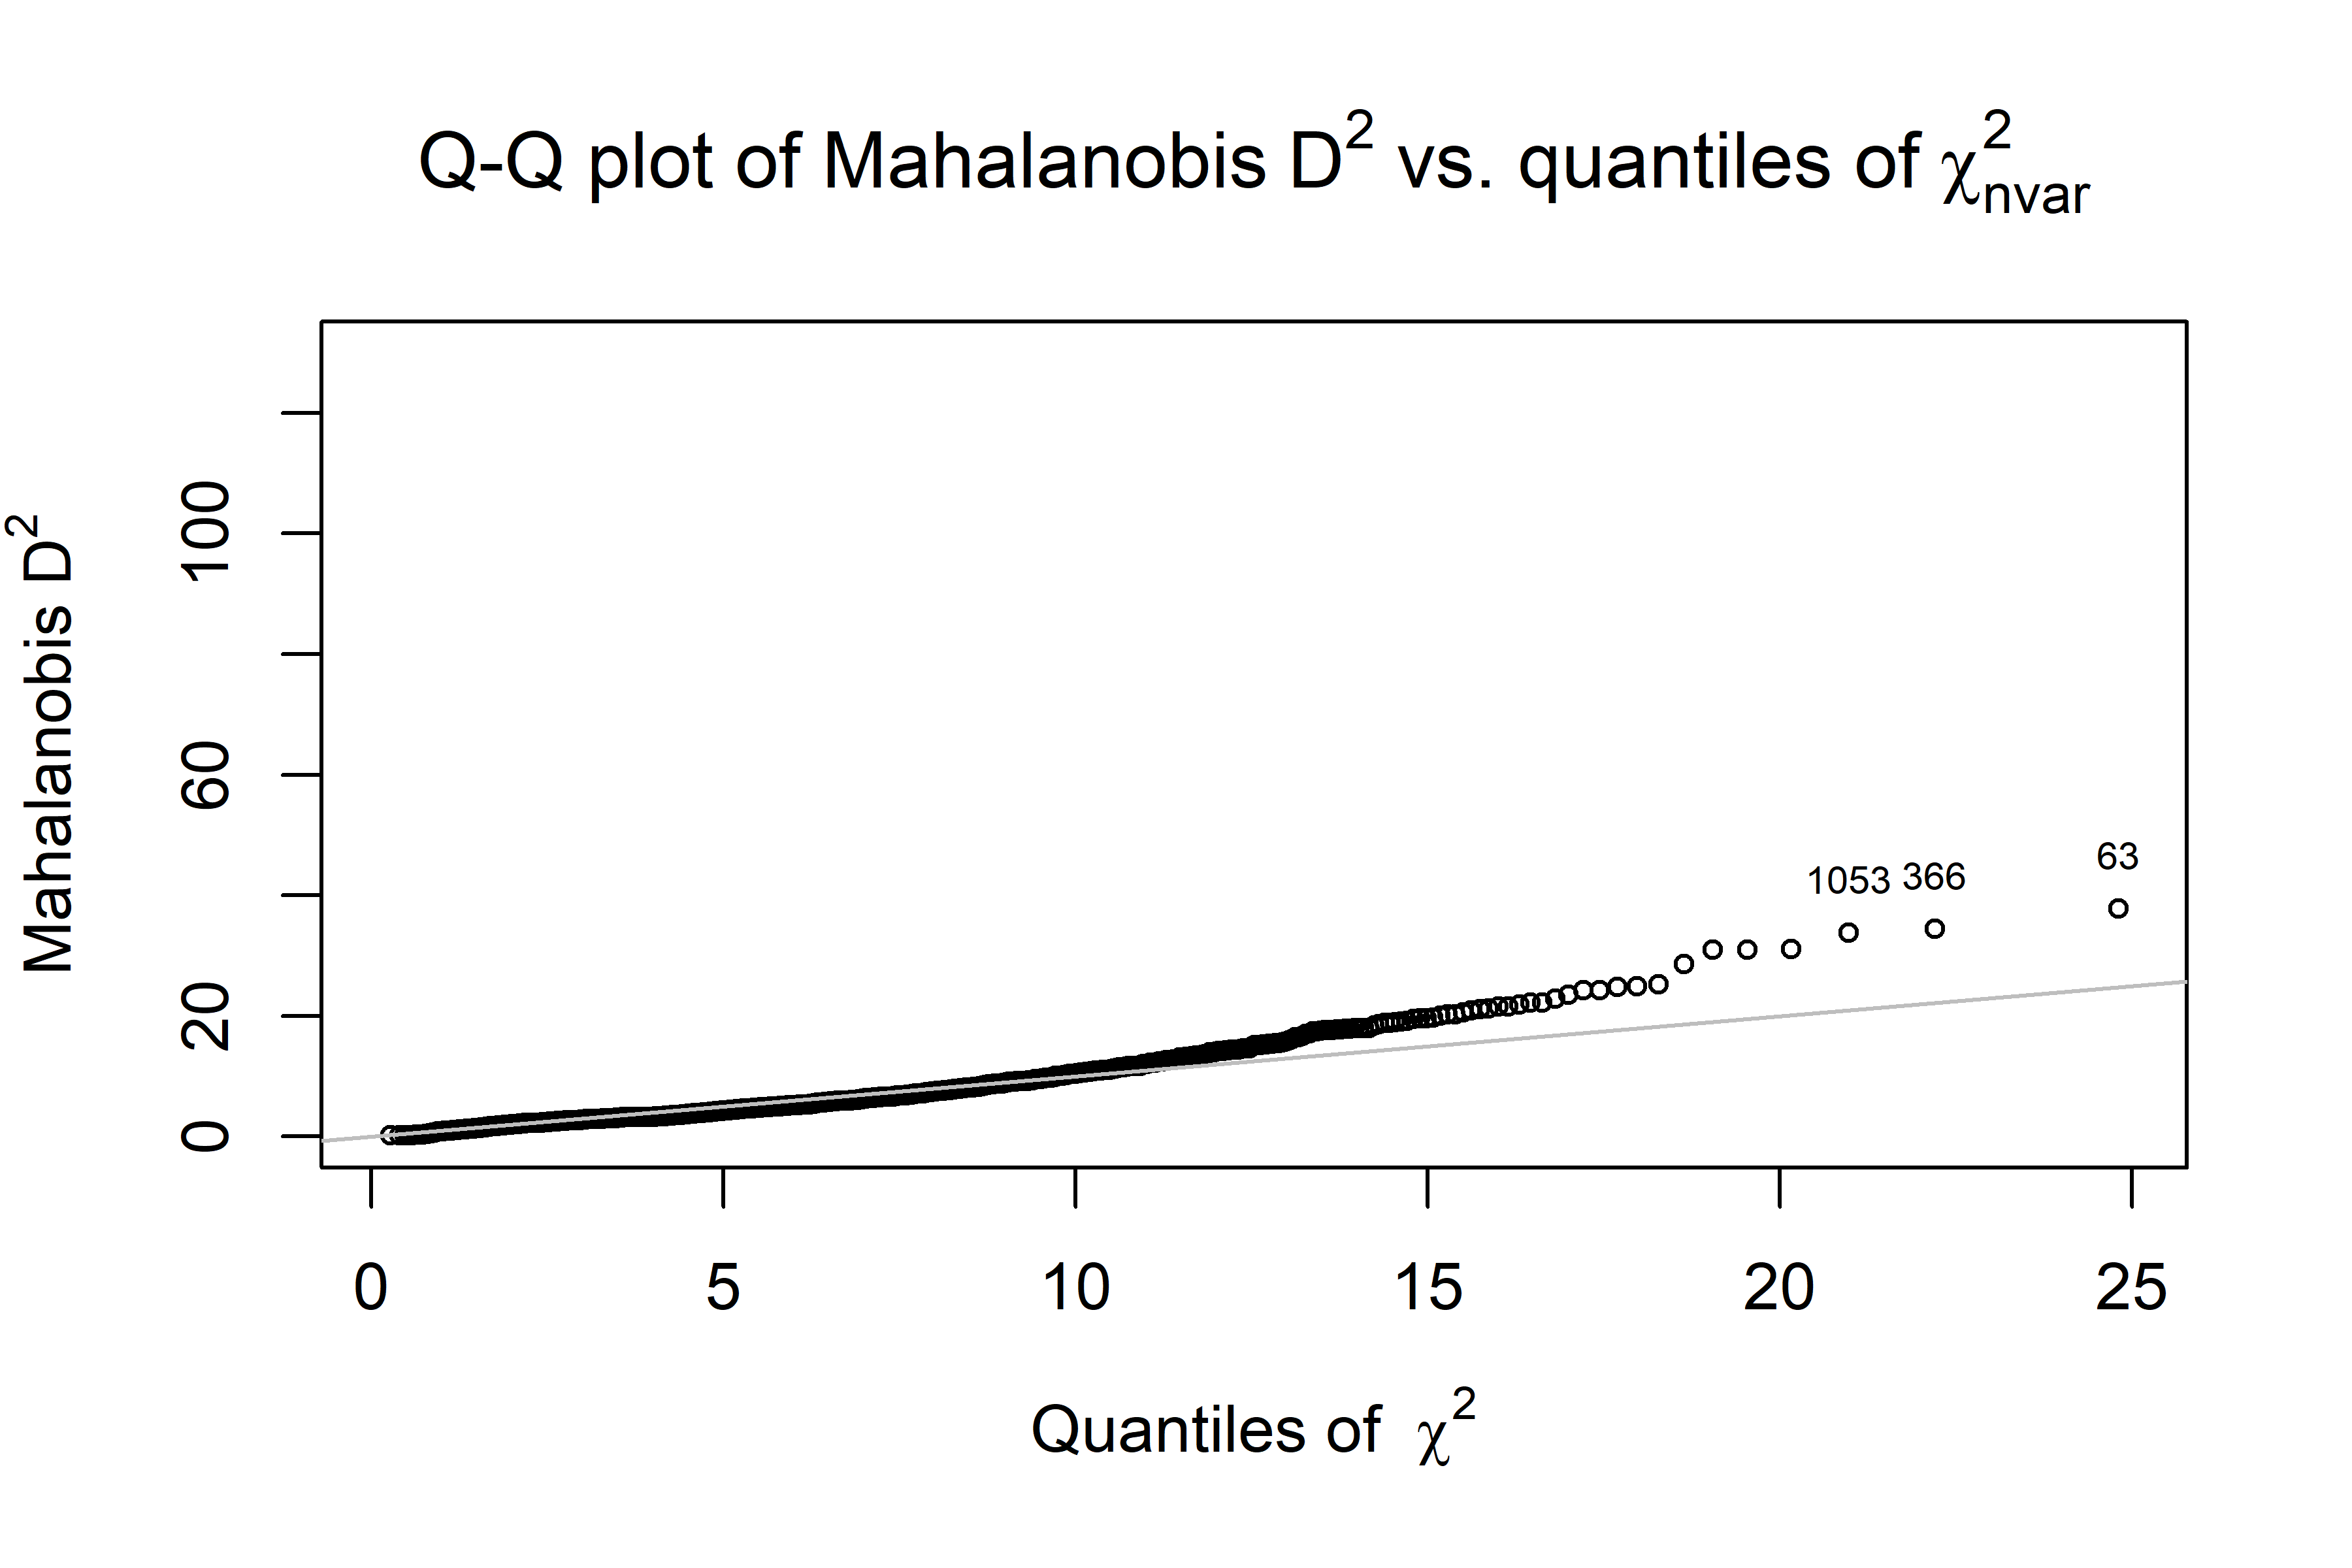 Q-Q plot of Mahalanobis D² vs. quantiles of χ²nvar
Mahalanobis D²
100
60
20
0
1053 366 63
0 5 10 15 20 25
Quantiles of χ²